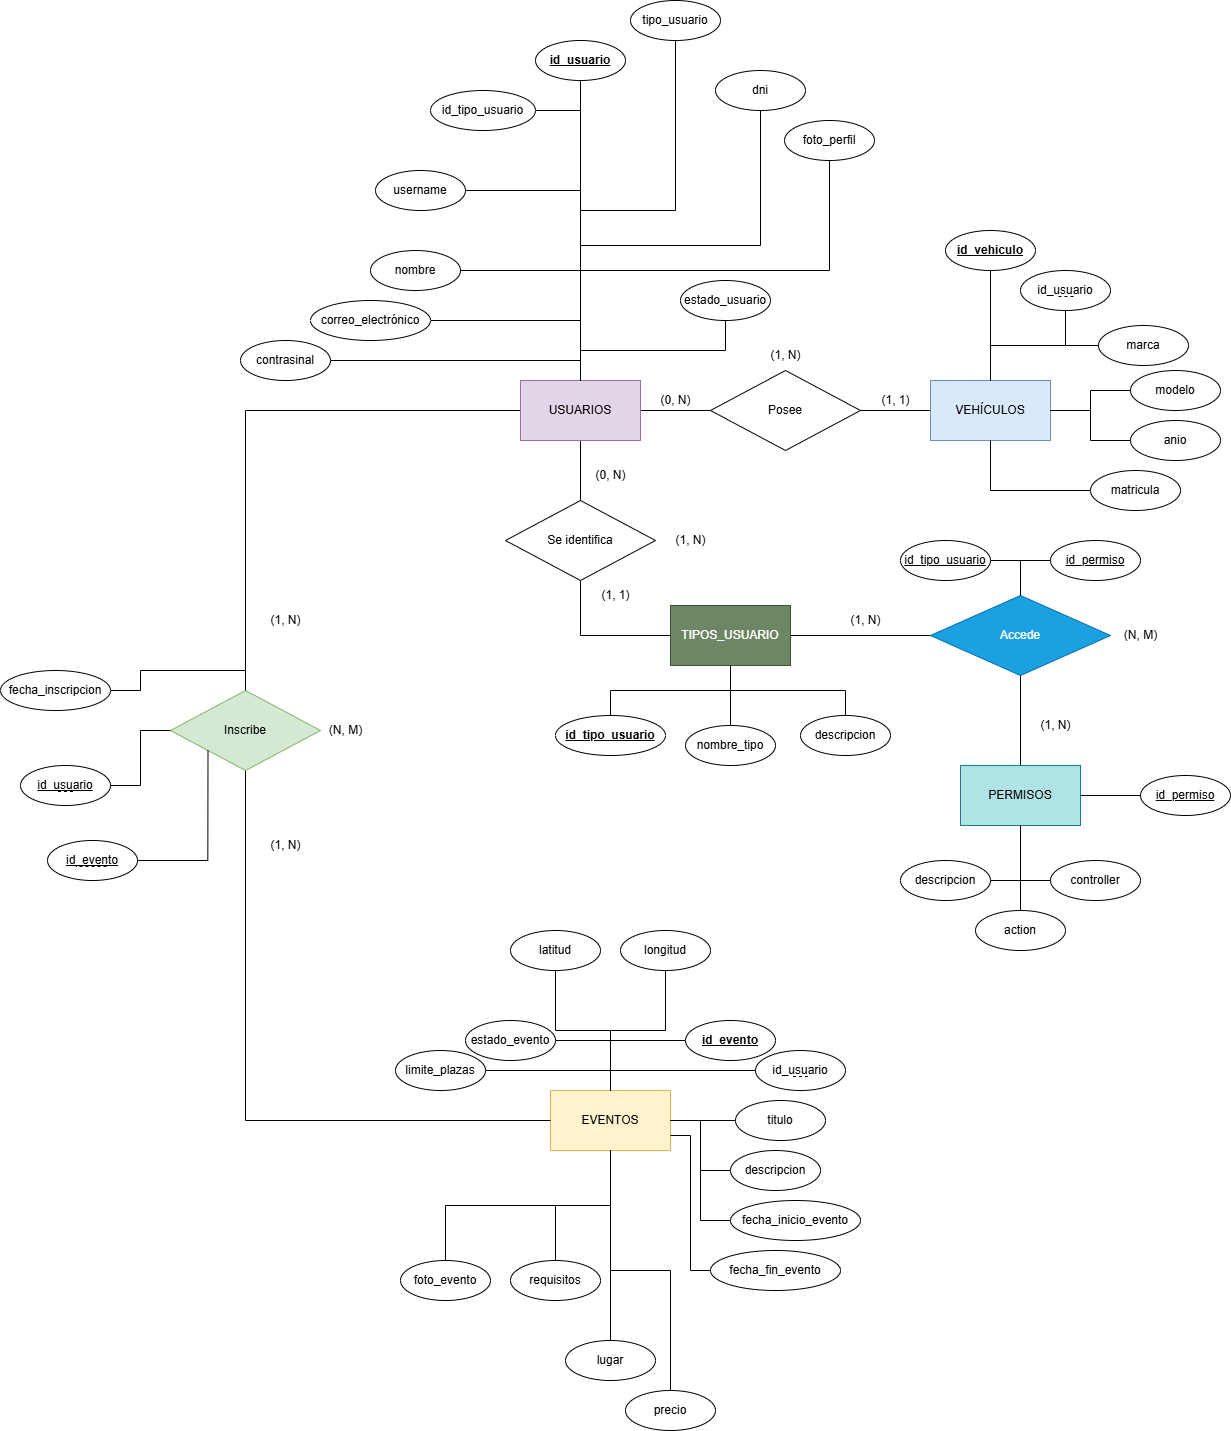 tipo_usuario
id_usuario
dni
id_tipo_usuario
foto_perfil
username
id_vehiculo
nombre
id_usuario
estado_usuario
correo_electrónico
marca
contrasinal
(1, N)
modelo
USUARIOS
(0, N)
Posee
(1, 1)
VEHÍCULOS
anio
(0, N)
matricula
Se identifica
(1, N)
id_tipo_usuario
id_permiso
(1, 1)
(1, N)
TIPOS_USUARIO
(1, N)
Accede
(N, M)
fecha_inscripcion
Inscribe
(N, M)
id_tipo_usuario
nombre_tipo
descripcion
(1, N)
id_usuario
PERMISOS
id_permiso
(1, N)
id_evento
descripcion
controller
action
latitud
longitud
estado_evento
id_evento
limite_plazas
id_usuario
EVENTOS
titulo
descripcion
fecha_inicio_evento
fecha_fin_evento
foto_evento
requisitos
lugar
precio